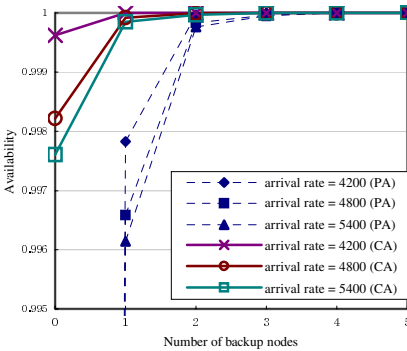 1
0.999
0.998
0.997
0.996
0.995
Availability
arrival rate = 4200 (PA)
arrival rate = 4800 (PA)
arrival rate = 5400 (PA)
arrival rate = 4200 (CA)
arrival rate = 4800 (CA)
arrival rate = 5400 (CA)
0 1 2 3 4 5
Number of backup nodes